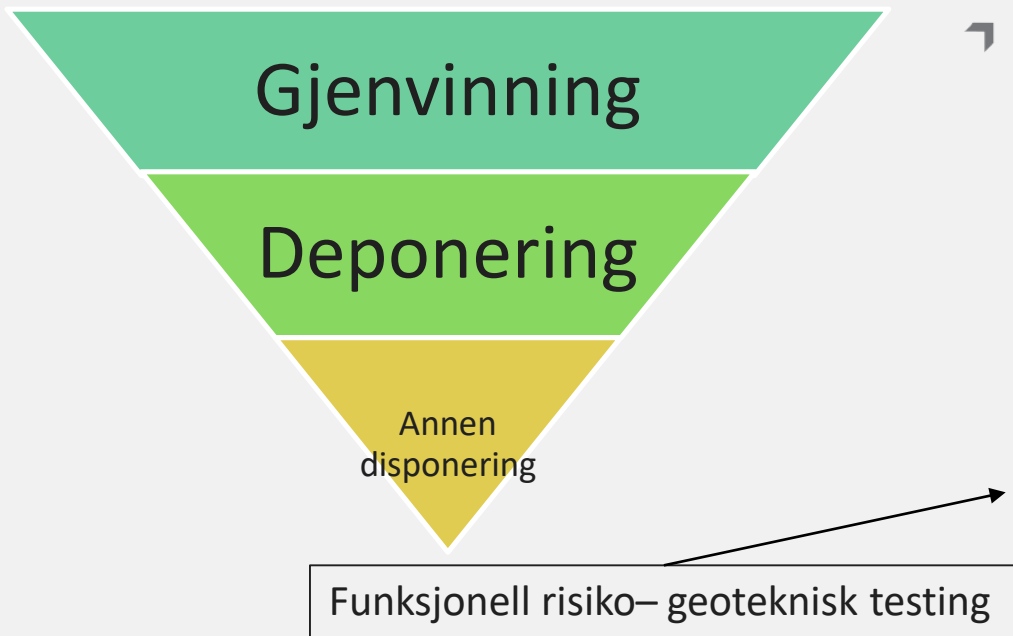 Gjenvinning
Deponering
Annen
disponering
Funksjonell risiko– geoteknisk testing